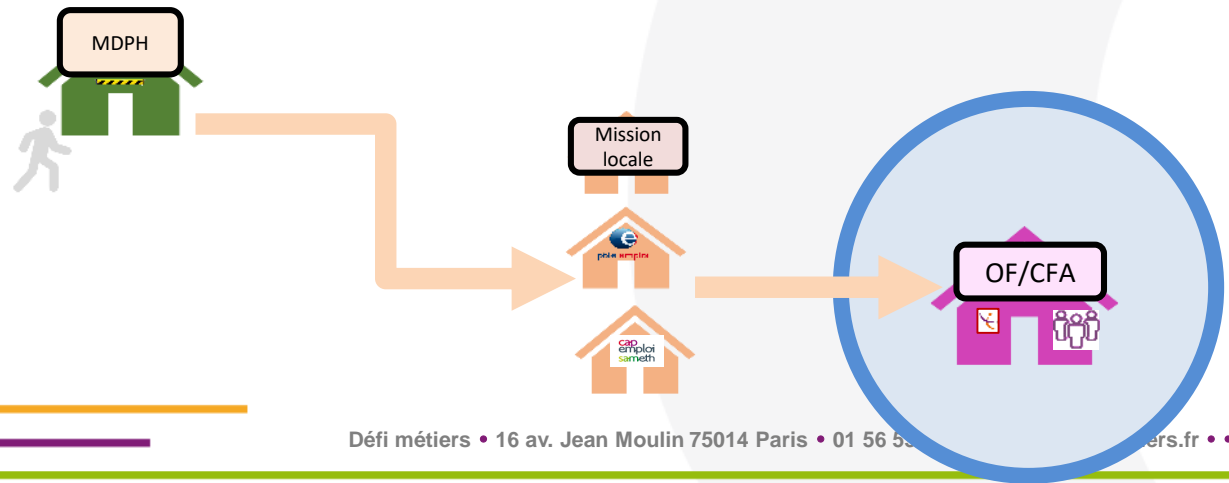 MDPH
Mission
locale
pôle emploi
cap
emploi
sameth
OF/CFA
Défi métiers • 16 av. Jean Moulin 75014 Paris • 01 56 5
ers.fr • •